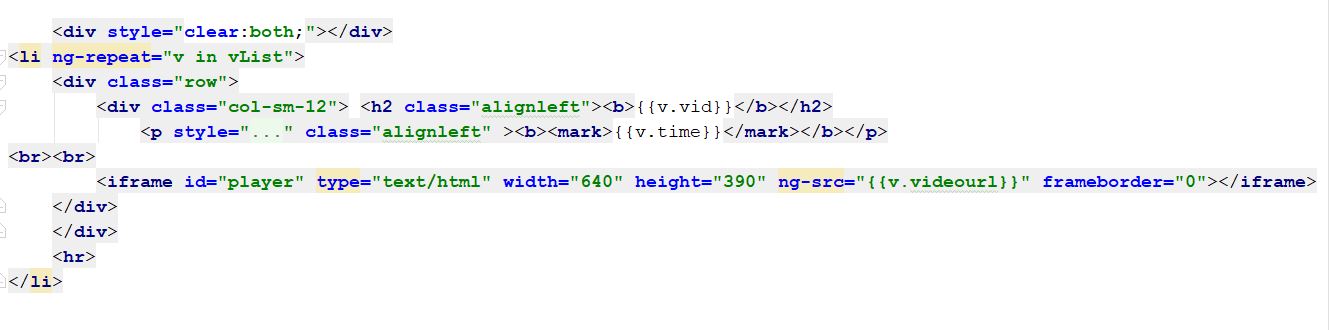 <div style="clear:both;"></div>
<li ng-repeat="v in vList">
<div class="row">
<div class="col-sm-12"> <h2 class="alignleft"><b>{{v.vid}}</b></h2>
<p style="..." class="alignleft" ><b><mark>{{v.time}}</mark></b></p>
<br><br>
<iframe id="player" type="text/html" width="640" height="390" ng-src="{{v.videourl}}" frameborder="0"></iframe>
</div>
</div>
<hr>
</li>